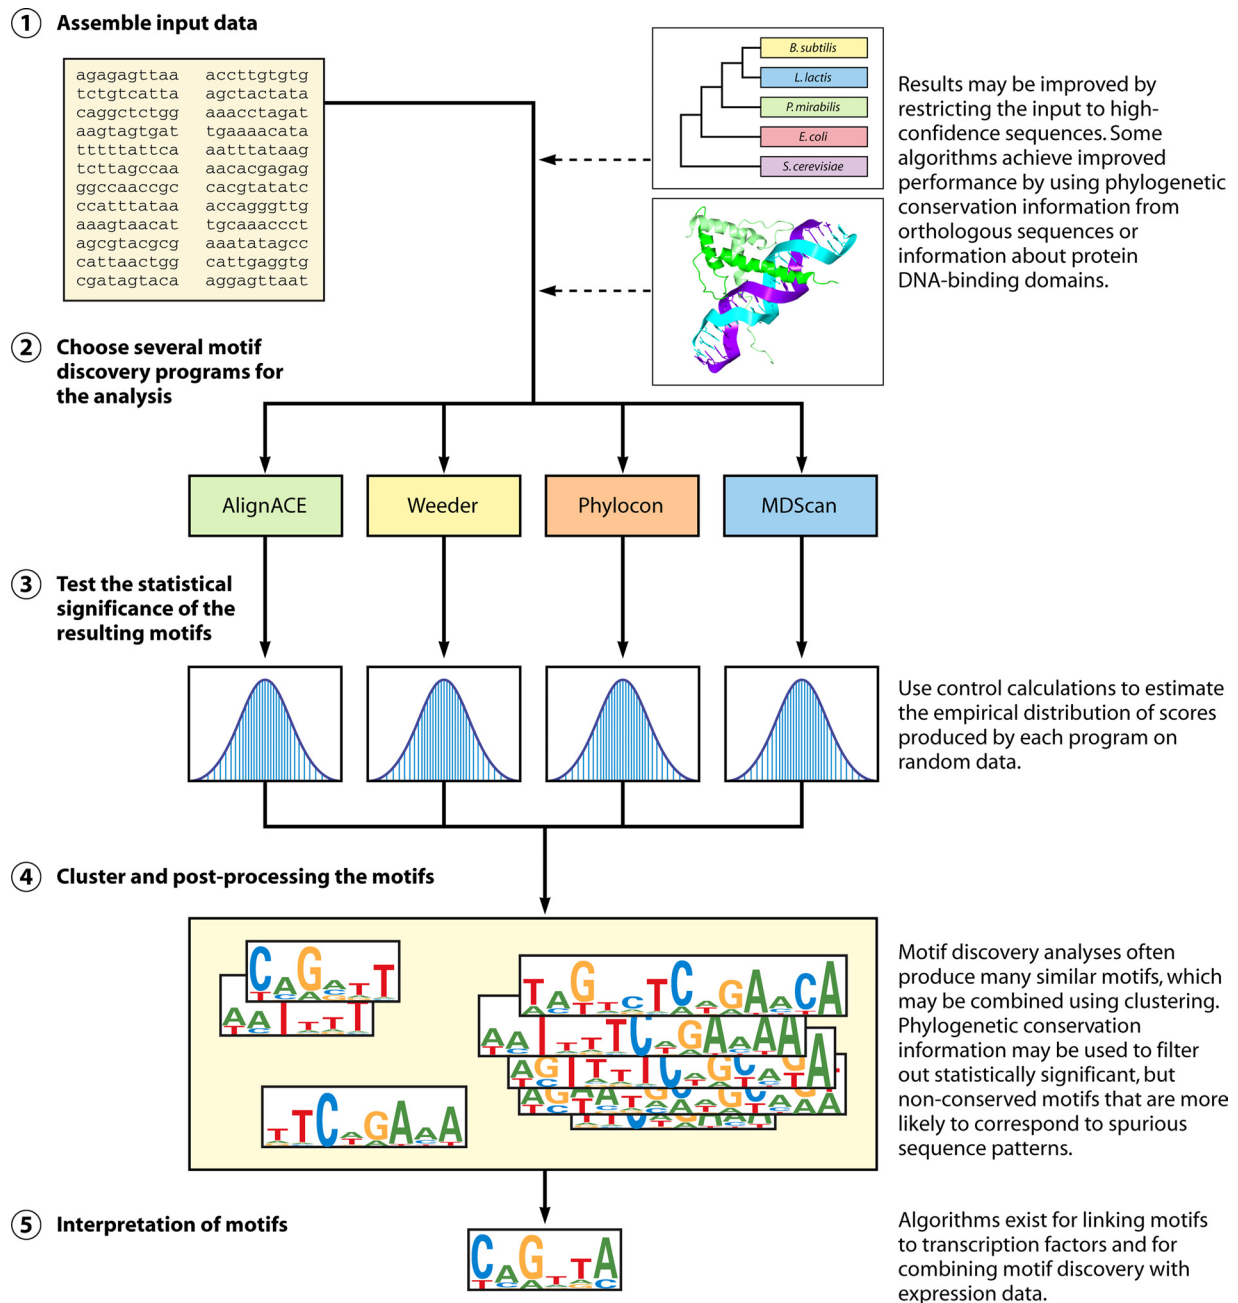 1 Assemble input data
agagagttaa accttgtgtg
tctgtcatta agctactata
caggctctgg aaacctagat
aagtagtgat tgaaaacata
tttttattca aatttataag
tcttagccaa aacacgagag
ggccaaccgc cacgtatatc
ccatttataa accagggttg
aaagtaacat tgcaaaccct
agcgtacgcg aaatatagcc
cattaactgg cattgaggtg
cgatagtaca aggagttaat
B. subtilis
L. lactis
P. mirabilis
E. coli
S. cerevisiae
Results may be improved by
restricting the input to high-
confidence sequences. Some
algorithms achieve improved
performance by using phylogenetic
conservation information from
orthologous sequences or
information about protein
DNA-binding domains.
2 Choose several motif
discovery programs for
the analysis
AlignACE Weeder Phylocon MDScan
3 Test the statistical
significance of the
resulting motifs
Use control calculations to estimate
the empirical distribution of scores
produced by each program on
random data.
4 Cluster and post-processing the motifs
Motif discovery analyses often
produce many similar motifs, which
may be combined using clustering.
Phylogenetic conservation
information may be used to filter
out statistically significant, but
non-conserved motifs that are more
likely to correspond to spurious
sequence patterns.
5 Interpretation of motifs
Algorithms exist for linking motifs
to transcription factors and for
combining motif discovery with
expression data.